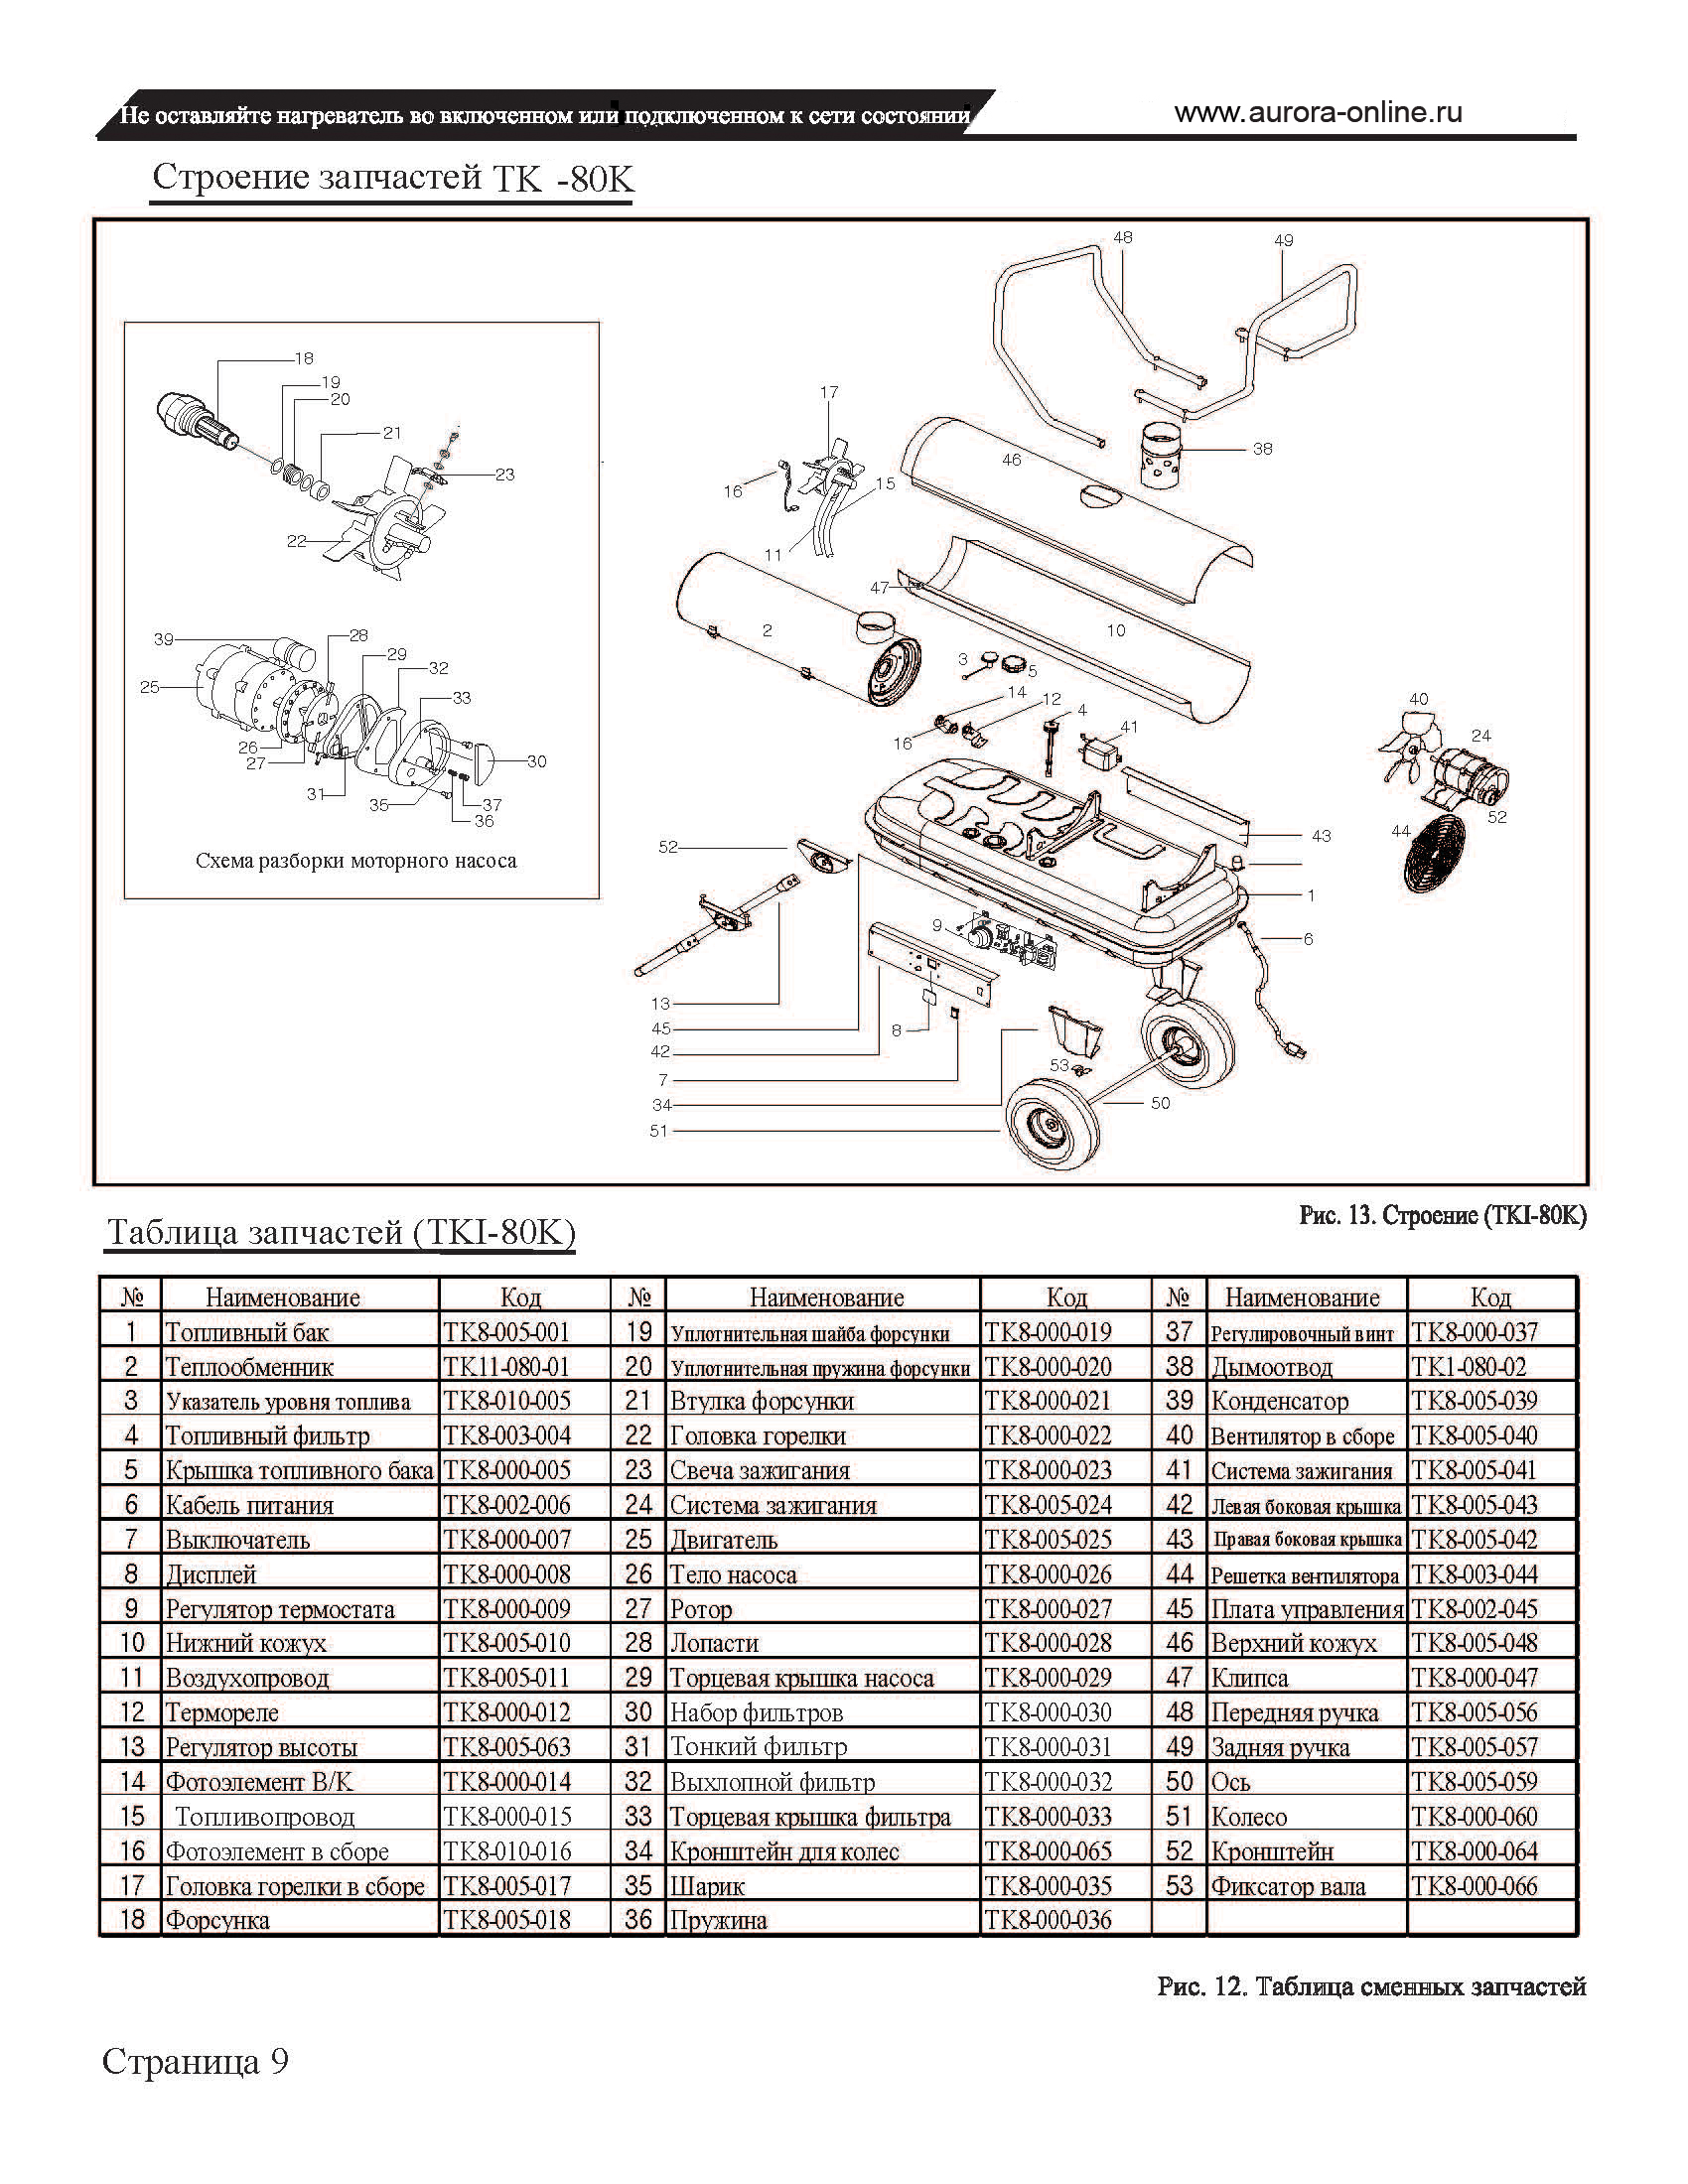 Не оставляйте нагреватель во включенном или подключенном к сети состоянии
www.aurora-online.ru
Строение запчастей TK -80K
48
49
18
19
20
21
23
22
17
16
15
11
46
38
47
2
10
3
5
14
12
16
4
41
40
24
52
44
43
1
6
39
28
29
32
33
25
26
27
30
31
35
37
36
Схема разборки моторного насоса
52
9
13
45
8
42
7
53
34
50
51
Рис. 13. Строение (TKI-80K)
Таблица запчастей (TKI-80K)
№ Наименование Код № Наименование Код № Наименование Код
1 Топливный бак TK8-005-001 19 Уплотнительная шайба форсунки TK8-000-019 37 Регулировочный винт TK8-000-037
2 Теплообменник TK11-080-01 20 Уплотнительная пружина форсунки TK8-000-020 38 Дымоотвод TK1-080-02
3 Указатель уровня топлива TK8-010-005 21 Втулка форсунки TK8-000-021 39 Конденсатор TK8-005-039
4 Топливный фильтр TK8-003-004 22 Головка горелки TK8-000-022 40 Вентилятор в сборе TK8-005-040
5 Крышка топливного бака TK8-000-005 23 Свеча зажигания TK8-000-023 41 Система зажигания TK8-005-041
6 Кабель питания TK8-002-006 24 Система зажигания TK8-005-024 42 Левая боковая крышка TK8-005-043
7 Выключатель TK8-000-007 25 Двигатель TK8-005-025 43 Правая боковая крышка TK8-005-042
8 Дисплей TK8-000-008 26 Тело насоса TK8-000-026 44 Решетка вентилятора TK8-003-044
9 Регулятор термостата TK8-000-009 27 Ротор TK8-000-027 45 Плата управления TK8-002-045
10 Нижний кожух TK8-005-010 28 Лопасти TK8-000-028 46 Верхний кожух TK8-005-048
11 Воздухопровод TK8-005-011 29 Торцевая крышка насоса TK8-000-029 47 Клипса TK8-000-047
12 Термореле TK8-000-012 30 Набор фильтров TK8-000-030 48 Передняя ручка TK8-005-056
13 Регулятор высоты TK8-005-063 31 Тонкий фильтр TK8-000-031 49 Задняя ручка TK8-005-057
14 Фотоэлемент В/К TK8-000-014 32 Выхлопной фильтр TK8-000-032 50 Ось TK8-005-059
15 Топливопровод TK8-000-015 33 Торцевая крышка фильтра TK8-000-033 51 Колесо TK8-000-060
16 Фотоэлемент в сборе TK8-010-016 34 Кронштейн для колес TK8-000-065 52 Кронштейн TK8-000-064
17 Головка горелки в сборе TK8-005-017 35 Шарик TK8-000-035 53 Фиксатор вала TK8-000-066
18 Форсунка TK8-005-018 36 Пружина TK8-000-036
Рис. 12. Таблица сменных запчастей
Страница 9